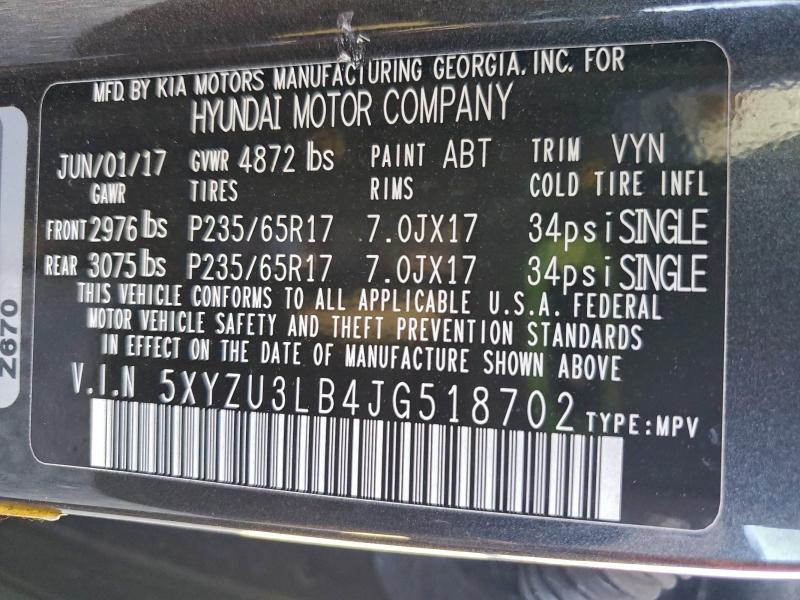 MFD. BY KIA MOTORS MANUFACTURING GEORGIA, INC. FOR
HYUNDAI MOTOR COMPANY
JUN/01/17 GVWR 4872 lbs PAINT ABT TRIM VYN
GAWR TIRES RIMS COLD TIRE INFL
FRONT 2976 lbs P235/65R17 7.0JX17 34psi SINGLE
REAR 3075 lbs P235/65R17 7.0JX17 34psi SINGLE
THIS VEHICLE CONFORMS TO ALL APPLICABLE U.S.A. FEDERAL
MOTOR VEHICLE SAFETY AND THEFT PREVENTION STANDARDS
IN EFFECT ON THE DATE OF MANUFACTURE SHOWN ABOVE
V.I.N 5XYZU3LB4JG518702 TYPE:MPV
Z670